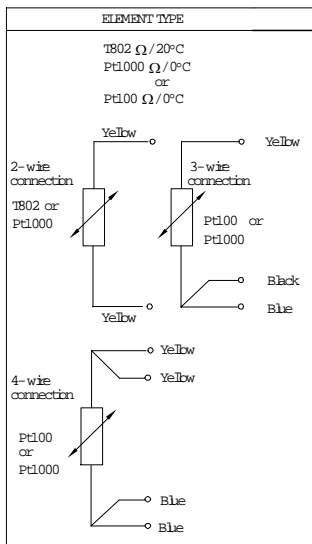 ELEMENT TYPE
T802 Ω/20°C
Pt1000 Ω/0°C
or
Pt100 Ω/0°C
Yellow
Yellow
2-wire
connection
T802 or
Pt1000
Yellow
3-wire
connection
Pt100 or
Pt1000
Black
Blue
Yellow
Yellow
4-wire
connection
Pt100
or
Pt1000
Blue
Blue